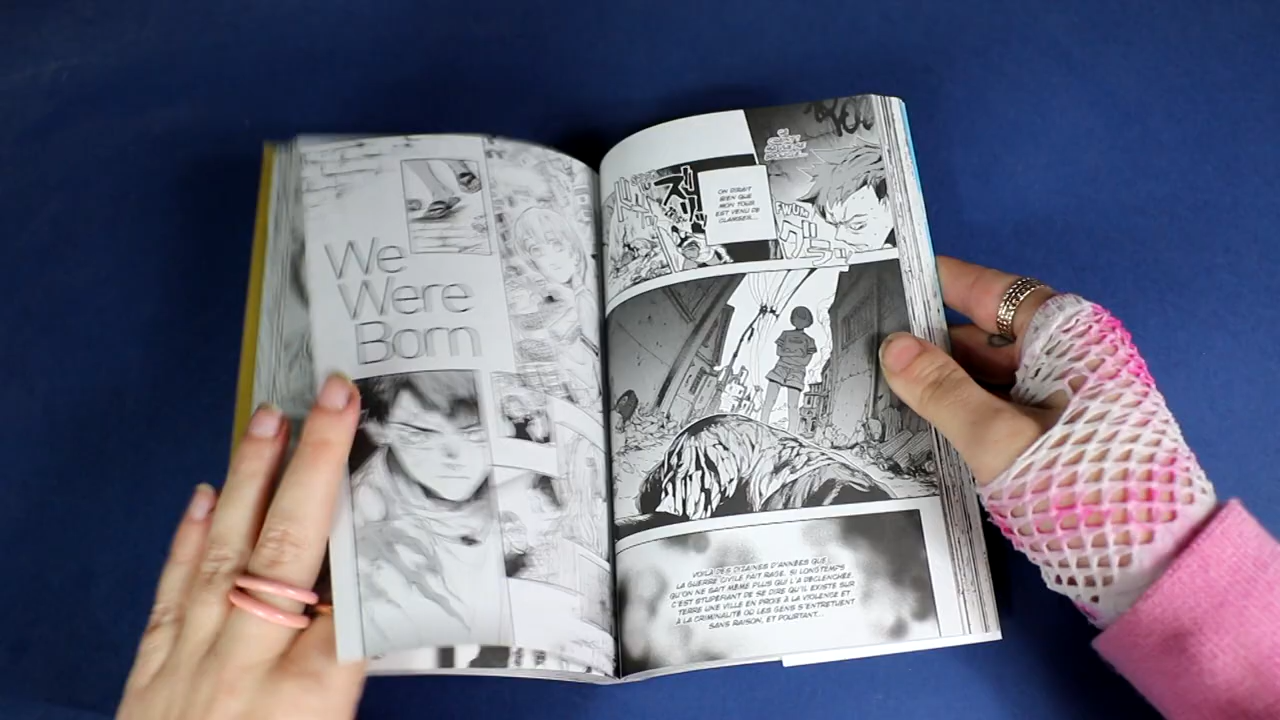 We
Were
Born
ON DIRAIT
BIEN QUE
MON TOUR
EST VENU DE
CLAMSER...
FWUM
VOILÀ DES DIZAINES D'ANNÉES QUE
LA GUERRE CIVILE FAIT RAGE. SI LONGTEMPS
QU'ON NE SAIT MÊME PLUS QUI L'A DÉCLENCHÉE.
C'EST STUPÉFIANT DE SE DIRE QU'IL EXISTE SUR
TERRE UNE VILLE EN PROIE À LA VIOLENCE ET
À LA CRIMINALITÉ OÙ LES GENS S'ENTRETUENT
SANS RAISON, ET POURTANT...